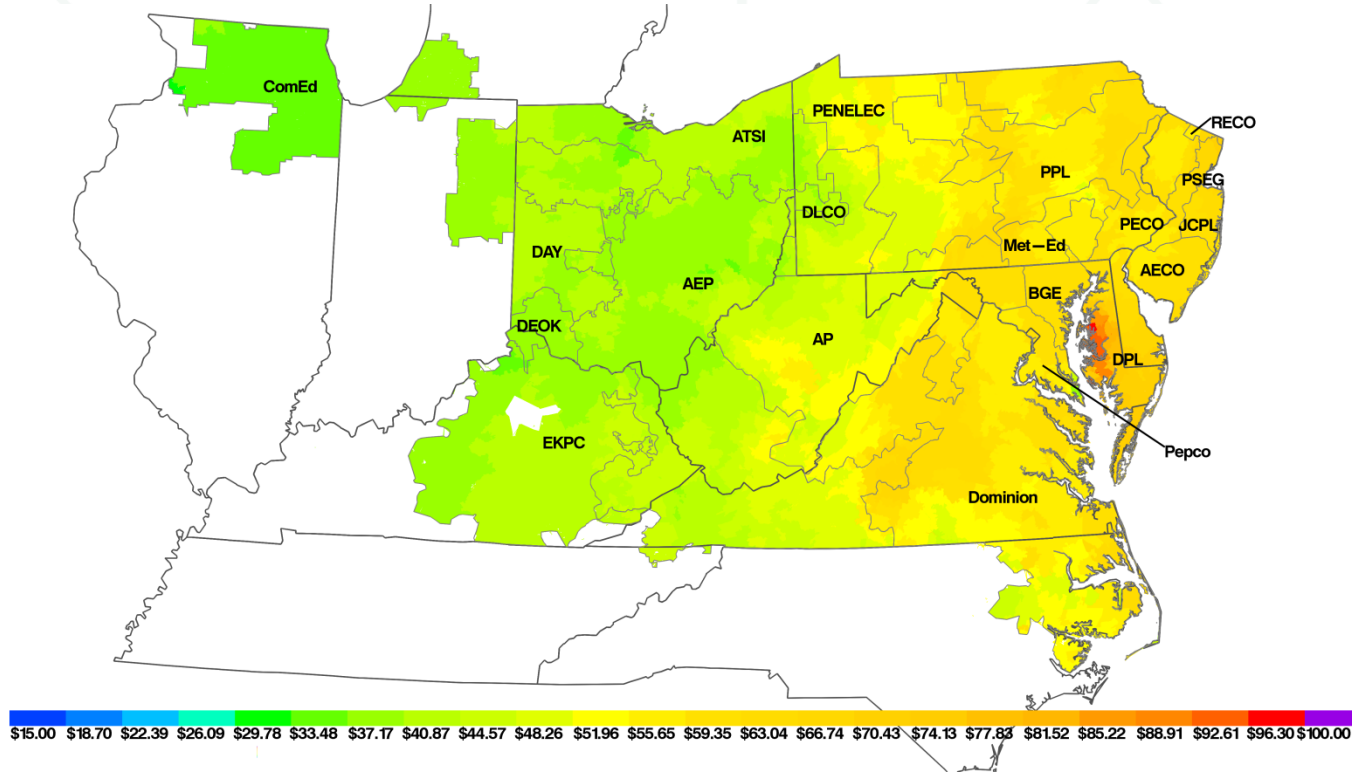 ComEd
PENELEC
RECO
ATSI
PPL
PSEG
DLCO
PECO
JCPL
Met-Ed
DAY
AECO
AEP
BGE
DEOK
AP
DPL
EKPC
Pepco
Dominion
$15.00 $18.70 $22.39 $26.09 $29.78 $33.48 $37.17 $40.87 $44.57 $48.26 $51.96 $55.65 $59.35 $63.04 $66.74 $70.43 $74.13 $77.83 $81.52 $85.22 $88.91 $92.61 $96.30 $100.00